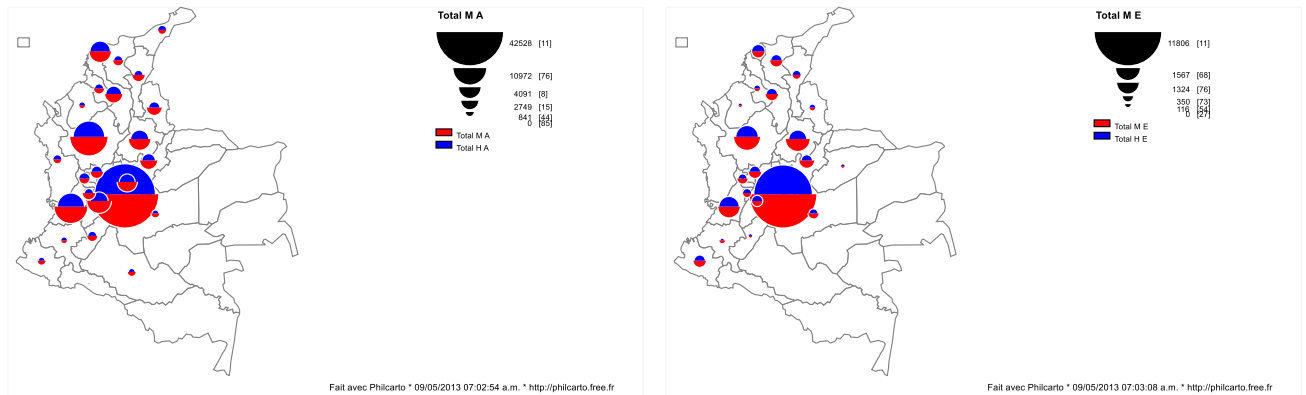 Total M A
42528 [11]
10972 [76]
4091 [8]
2749 [15]
841 [44]
0 [85]
Total M A
Total H A
Fait avec Philcarto * 09/05/2013 07:02:54 a.m. * http://philcarto.free.fr
Total M E
11806 [11]
1567 [68]
1324 [76]
350 [73]
116 [54]
0 [27]
Total M E
Total H E
Fait avec Philcarto * 09/05/2013 07:03:08 a.m. * http://philcarto.free.fr